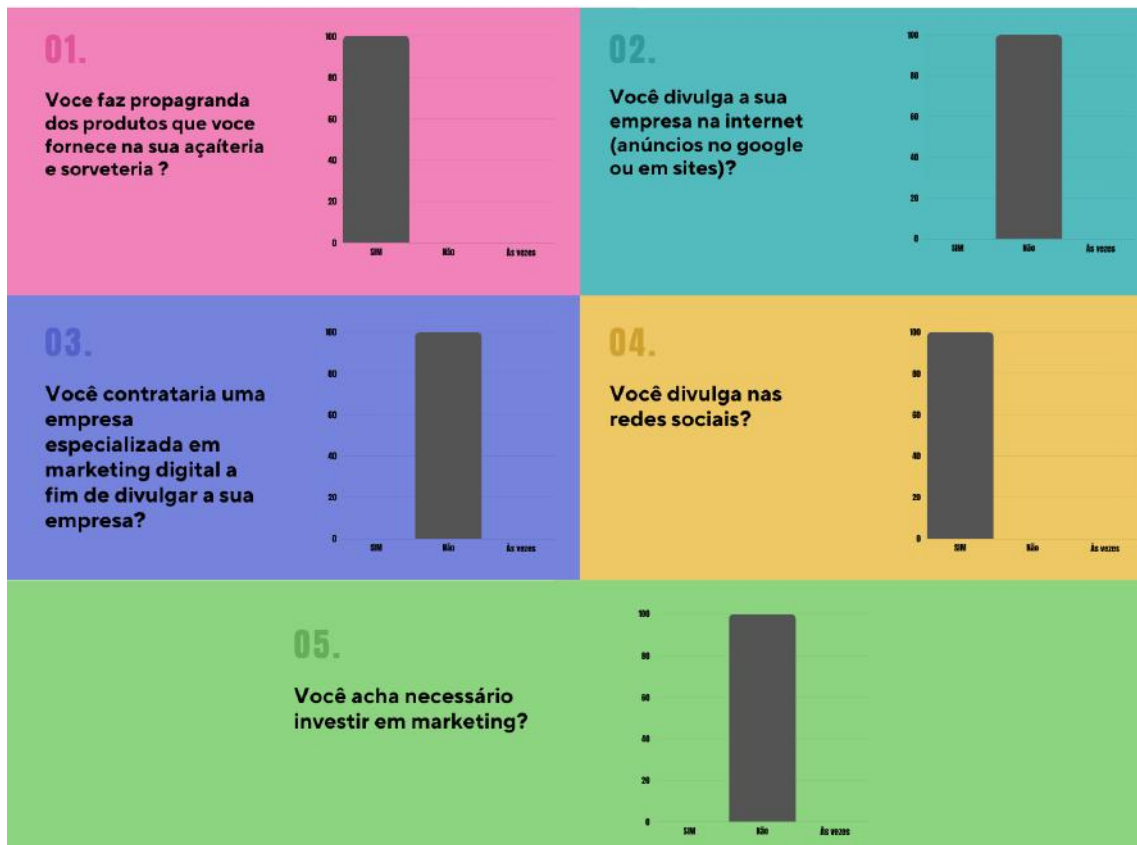 01.
Voce faz propagranda
dos produtos que voce
fornece na sua açaíteria
e sorveteria ?
100
80
60
40
20
0
SIM Não Às vezes
02.
Você divulga a sua
empresa na internet
(anúncios no google
ou em sites)?
100
80
60
40
20
0
SIM Não Às vezes
03.
Você contrataria uma
empresa
especializada em
marketing digital a
fim de divulgar a sua
empresa?
100
80
60
40
20
0
SIM Não Às vezes
04.
Você divulga nas
redes sociais?
100
80
60
40
20
0
SIM Não Às vezes
05.
Você acha necessário
investir em marketing?
100
80
60
40
20
0
SIM Não Às vezes